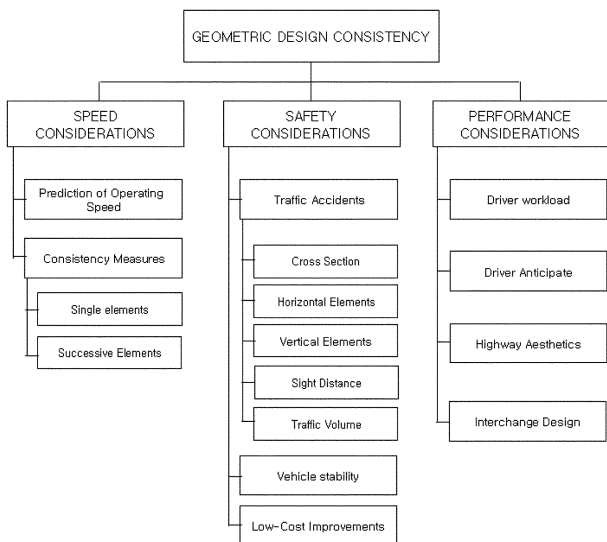 GEOMETRIC DESIGN CONSISTENCY
SPEED
CONSIDERATIONS
Prediction of Operating
Speed
Consistency Measures
Single elements
Successive Elements
SAFETY
CONSIDERATIONS
Traffic Accidents
Cross Section
Horizontal Elements
Vertical Elements
Sight Distance
Traffic Volume
Vehicle stability
Low-Cost Improvements
PERFORMANCE
CONSIDERATIONS
Driver workload
Driver Anticipate
Highway Aesthetics
Interchange Design